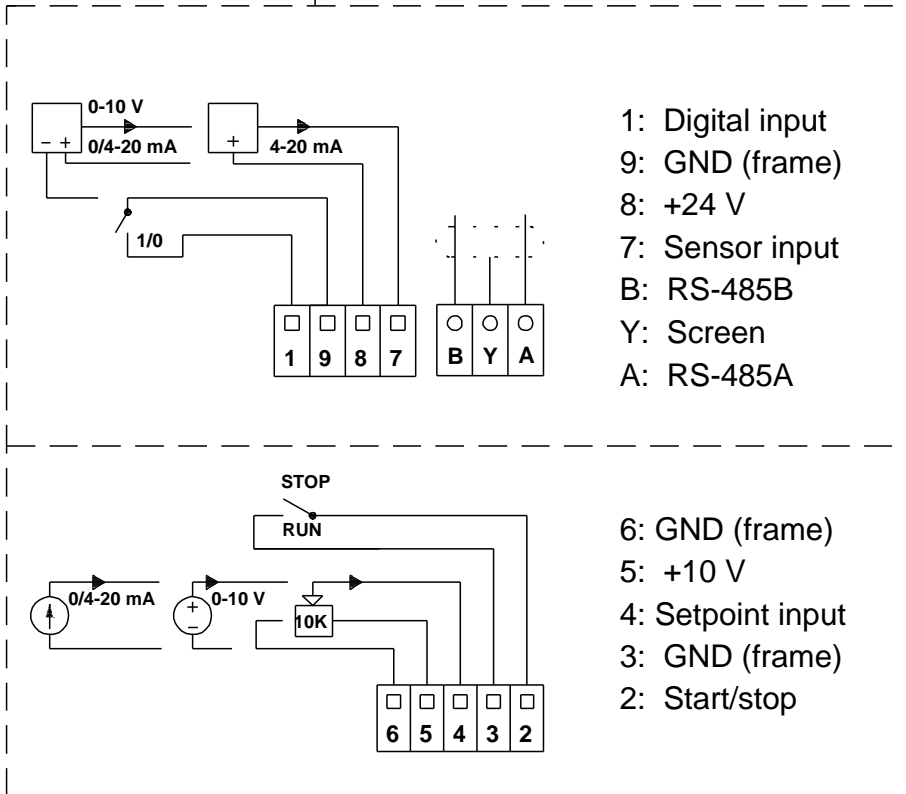 0-10 V
- +
0/4-20 mA
+
4-20 mA
1/0
1 9 8 7
B Y A
1: Digital input
9: GND (frame)
8: +24 V
7: Sensor input
B: RS-485B
Y: Screen
A: RS-485A
STOP
RUN
0/4-20 mA
+
-
0-10 V
10K
6 5 4 3 2
6: GND (frame)
5: +10 V
4: Setpoint input
3: GND (frame)
2: Start/stop